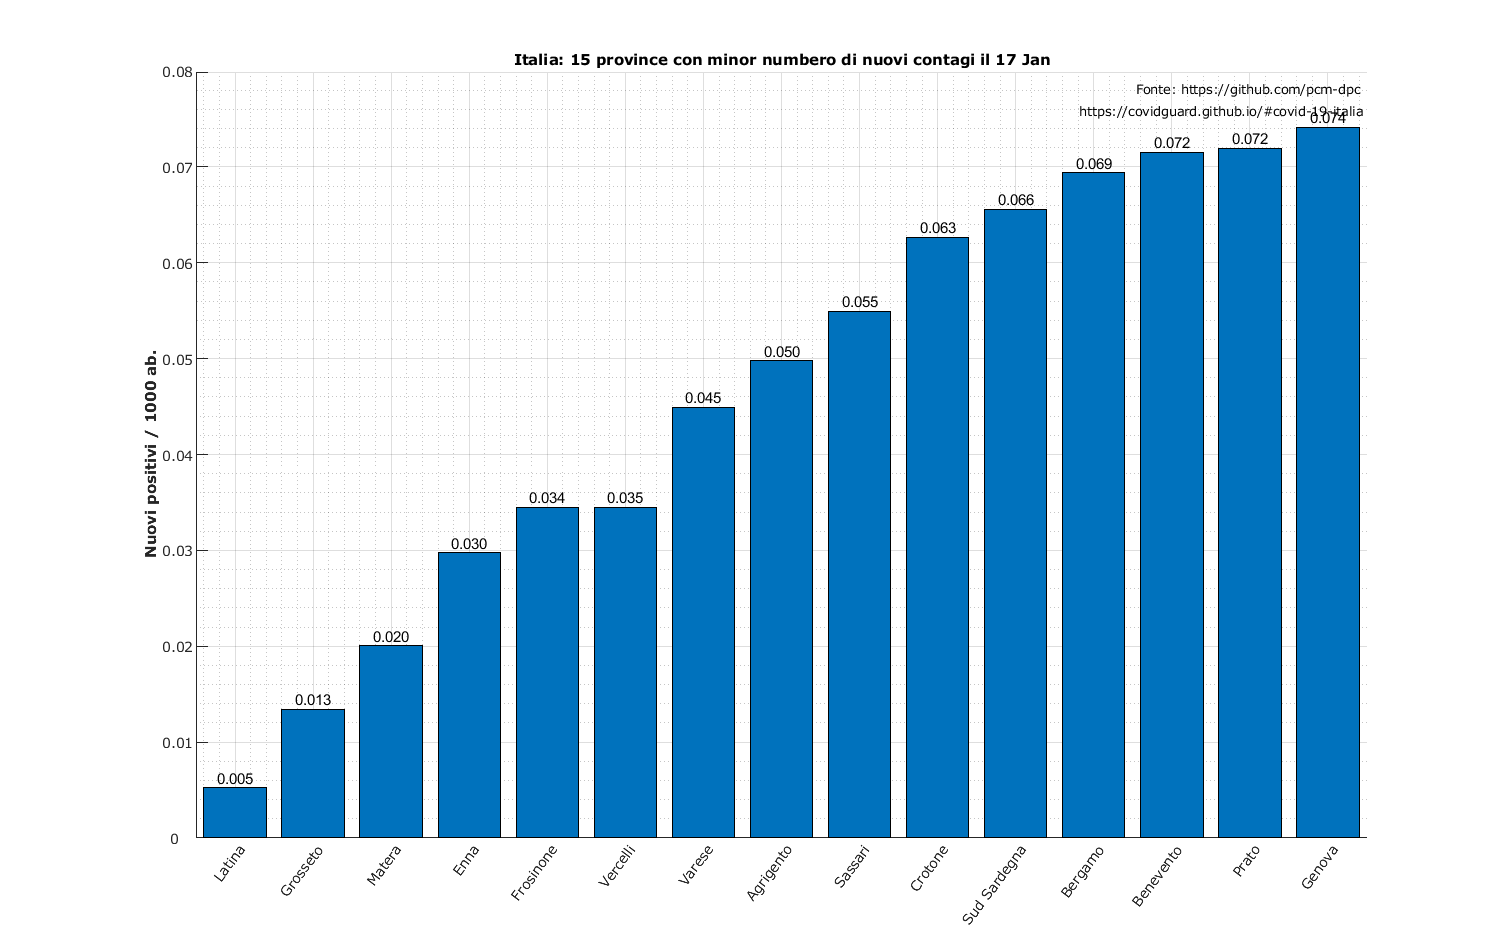 Italia: 15 province con minor numbero di nuovi contagi il 17 Jan
Fonte: https://github.com/pcm-dpc
https://covidguard.github.io/#covid-19-italia
Nuovi positivi / 1000 ab.
0.08
0.07
0.06
0.05
0.04
0.03
0.02
0.01
0
0.005
0.013
0.020
0.030
0.034
0.035
0.045
0.050
0.055
0.063
0.066
0.069
0.072
0.072
0.074
Latina
Grosseto
Matera
Enna
Frosinone
Vercelli
Varese
Agrigento
Sassari
Crotone
Sud Sardegna
Bergamo
Benevento
Prato
Genova